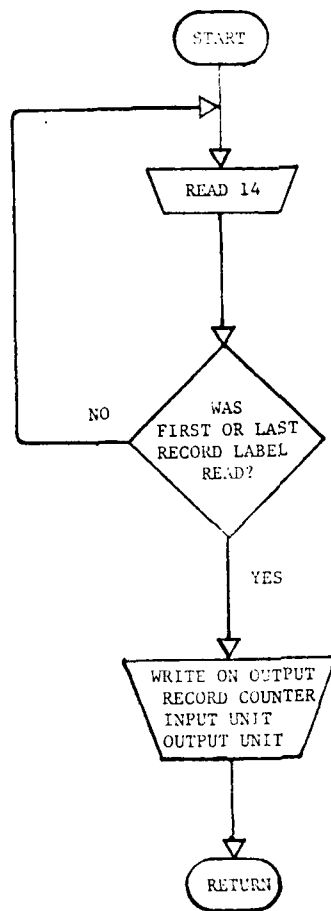 START
READ 14
NO
WAS
FIRST OR LAST
RECORD LABEL
READ?
YES
WRITE ON OUTPUT
RECORD COUNTER
INPUT UNIT
OUTPUT UNIT
RETURN